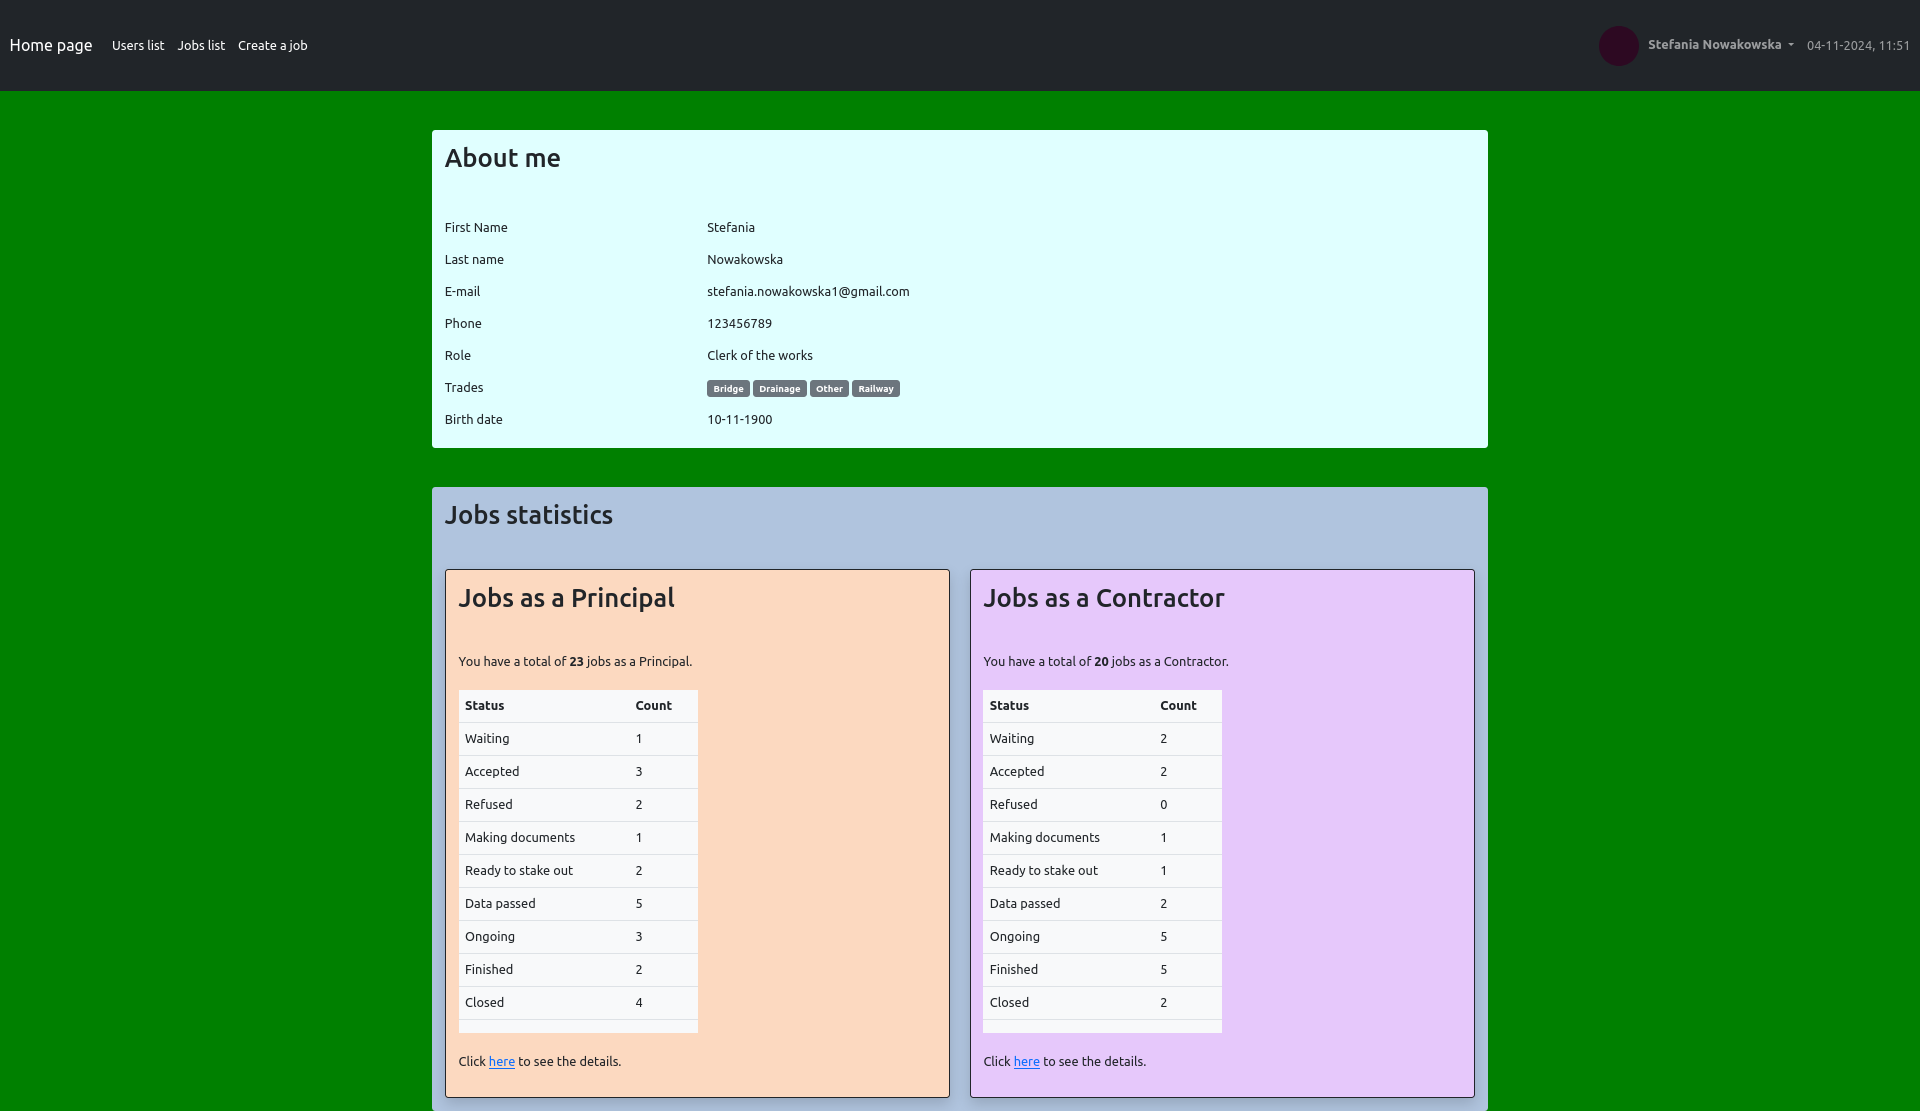 Home page Users list Jobs list Create a job Stefania Nowakowska 04-11-2024, 11:51
About me
First Name Stefania
Last name Nowakowska
E-mail stefania.nowakowska1@gmail.com
Phone 123456789
Role Clerk of the works
Trades Bridge Drainage Other Railway
Birth date 10-11-1900
Jobs statistics
Jobs as a Principal
You have a total of 23 jobs as a Principal.
Status Count
Waiting 1
Accepted 3
Refused 2
Making documents 1
Ready to stake out 2
Data passed 5
Ongoing 3
Finished 2
Closed 4
Click here to see the details.
Jobs as a Contractor
You have a total of 20 jobs as a Contractor.
Status Count
Waiting 2
Accepted 2
Refused 0
Making documents 1
Ready to stake out 1
Data passed 2
Ongoing 5
Finished 5
Closed 2
Click here to see the details.